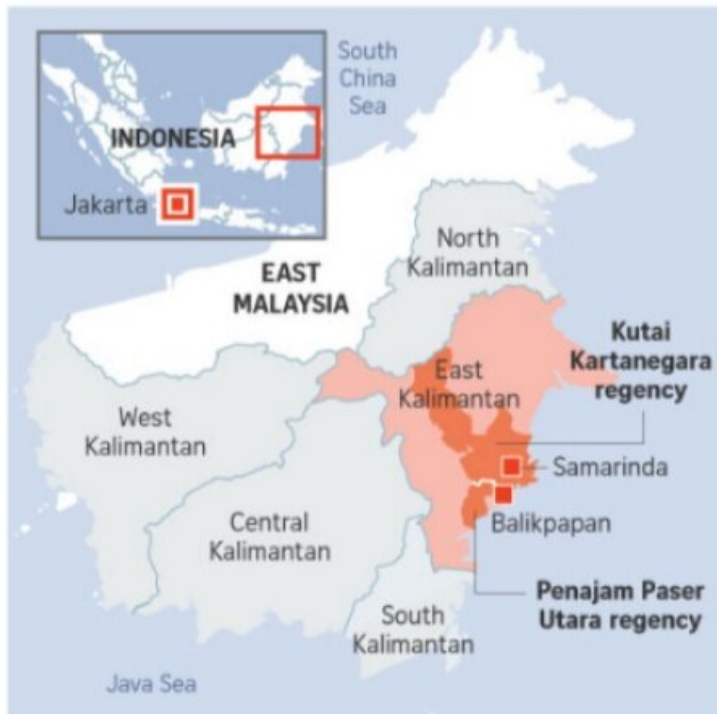 South
China
Sea
INDONESIA
Jakarta
North
Kalimantan
EAST
MALAYSIA
Kutai
Kartanegara
regency
East
Kalimantan
West
Kalimantan
Samarinda
Central
Kalimantan
Balikpapan
Penajam Paser
Utara regency
South
Kalimantan
Java Sea